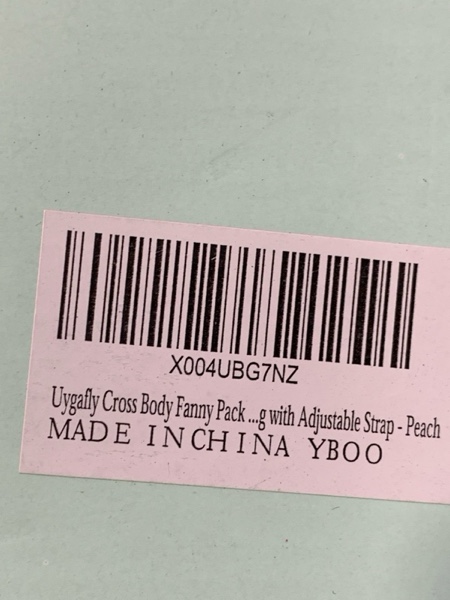 X004UBG7NZ
Uygafly Cross Body Fanny Pack ...g with Adjustable Strap - Peach
MADE INCHINA YBOO